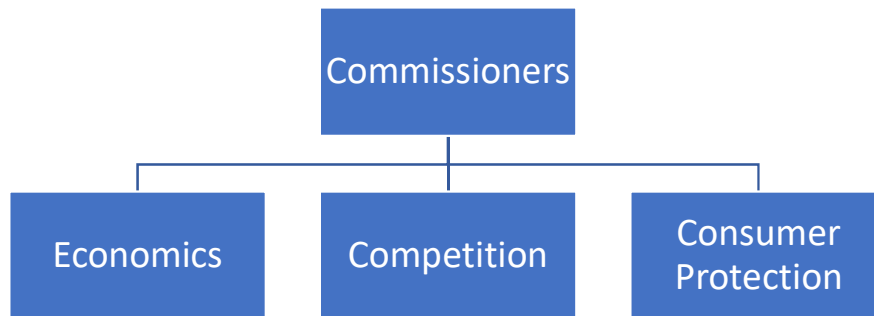 Commissioners
Economics
Competition
Consumer
Protection